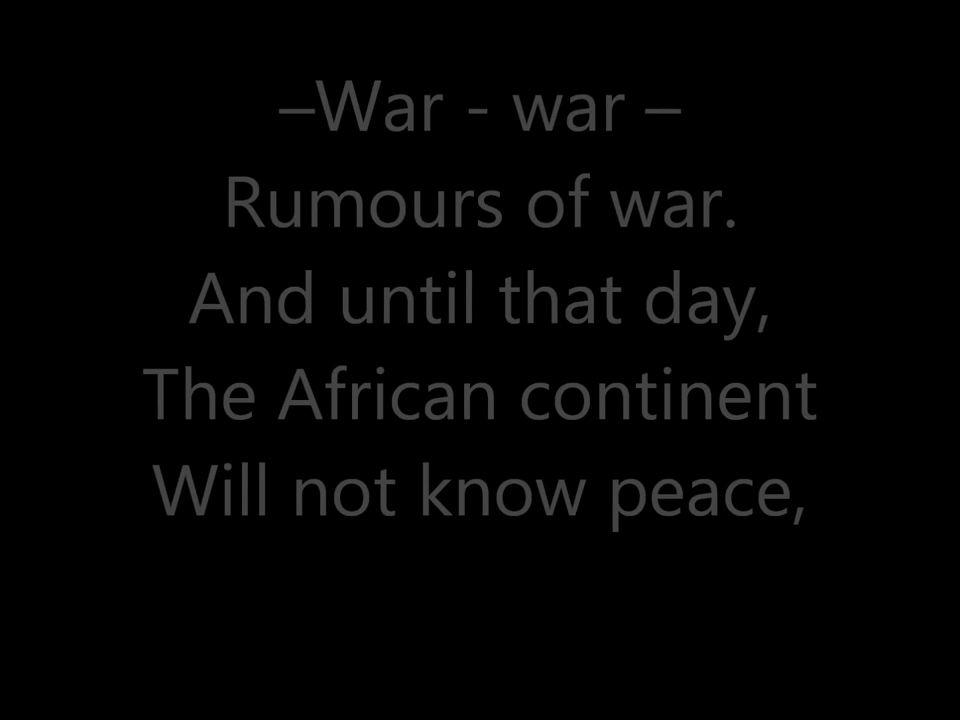 –War - war –
Rumours of war.
And until that day,
The African continent
Will not know peace,